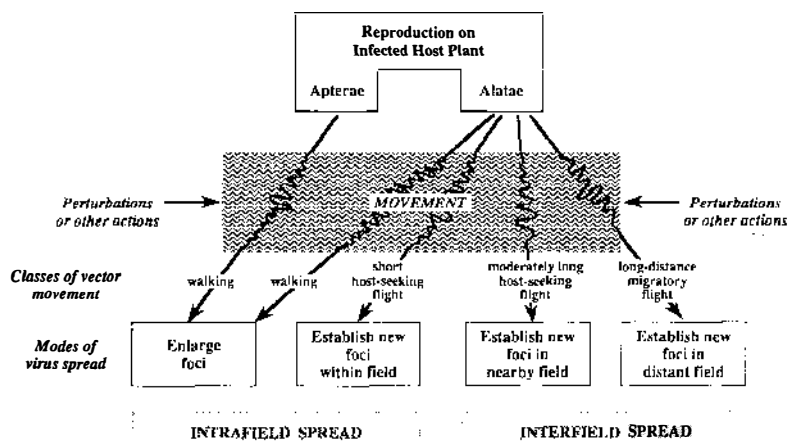 Reproduction on
Infected Host Plant
Apterae
Alatae
Perturbations
or other actions
MOVEMENT
Perturbations
or other actions
Classes of vector
movement
walking
walking
short
host-seeking
flight
moderately long
host-seeking
flight
long-distance
migratory
flight
Modes of
virus spread
Enlarge
foci
Establish new
foci
within field
Establish new
foci in
nearby field
Establish new
foci in
distant field
INTRAFIELD SPREAD
INTERFIELD SPREAD